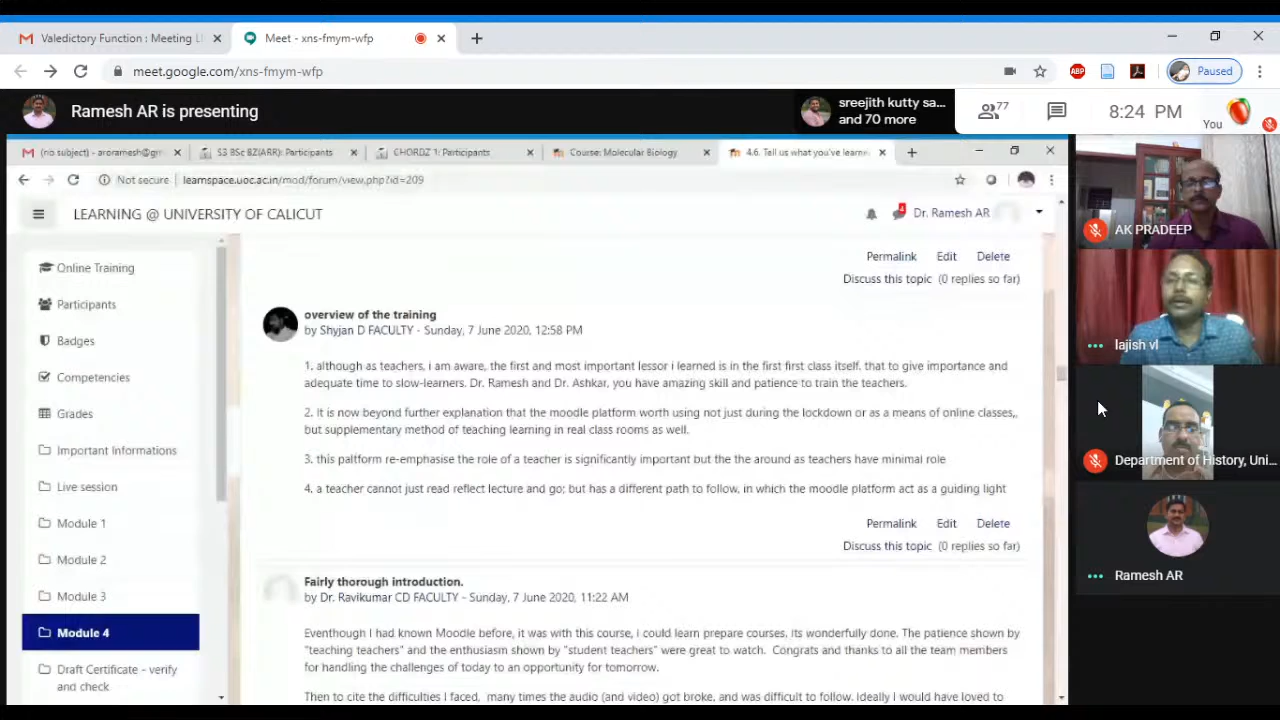 Valedictory Function : Meeting Li
Meet - xns-fmym-wfp
meet.google.com/xns-fmym-wfp
ABP
Paused
Ramesh AR is presenting
sreejith kutty sa...
and 70 more
77
8:24 PM
You
(no subject) - aroramesh@gm
S3 BSc BZ(ARR): Participants
CHORDZ 1: Participants
Course: Molecular Biology
4.6. Tell us what you've learne
Not secure
learnspace.uoc.ac.in/mod/forum/view.php?id=209
LEARNING @ UNIVERSITY OF CALICUT
4
Dr. Ramesh AR
Online Training
Participants
Badges
Competencies
Grades
Important Informations
Live session
Module 1
Module 2
Module 3
Module 4
Draft Certificate - verify
and check
Permalink Edit Delete
Discuss this topic (0 replies so far)
overview of the training
by Shyjan D FACULTY - Sunday, 7 June 2020, 12:58 PM
1. although as teachers, i am aware, the first and most important lessor i learned is in the first first class itself. that to give importance and
adequate time to slow-learners. Dr. Ramesh and Dr. Ashkar, you have amazing skill and patience to train the teachers.
2. It is now beyond further explanation that the moodle platform worth using not just during the lockdown or as a means of online classes,,
but supplementary method of teaching learning in real class rooms as well.
3. this paltform re-emphasise the role of a teacher is significantly important but the the around as teachers have minimal role
4. a teacher cannot just read reflect lecture and go; but has a different path to follow, in which the moodle platform act as a guiding light
Permalink Edit Delete
Discuss this topic (0 replies so far)
Fairly thorough introduction.
by Dr. Ravikumar CD FACULTY - Sunday, 7 June 2020, 11:22 AM
Eventhough I had known Moodle before, it was with this course, i could learn prepare courses. Its wonderfully done. The patience shown by
"teaching teachers" and the enthusiasm shown by "student teachers" were great to watch. Congrats and thanks to all the team members
for handling the challenges of today to an opportunity for tomorrow.
Then to cite the difficulties I faced, many times the audio (and video) got broke, and was difficult to follow. ideally I would have loved to
AK PRADEEP
lajish vl
Department of History, Uni...
Ramesh AR